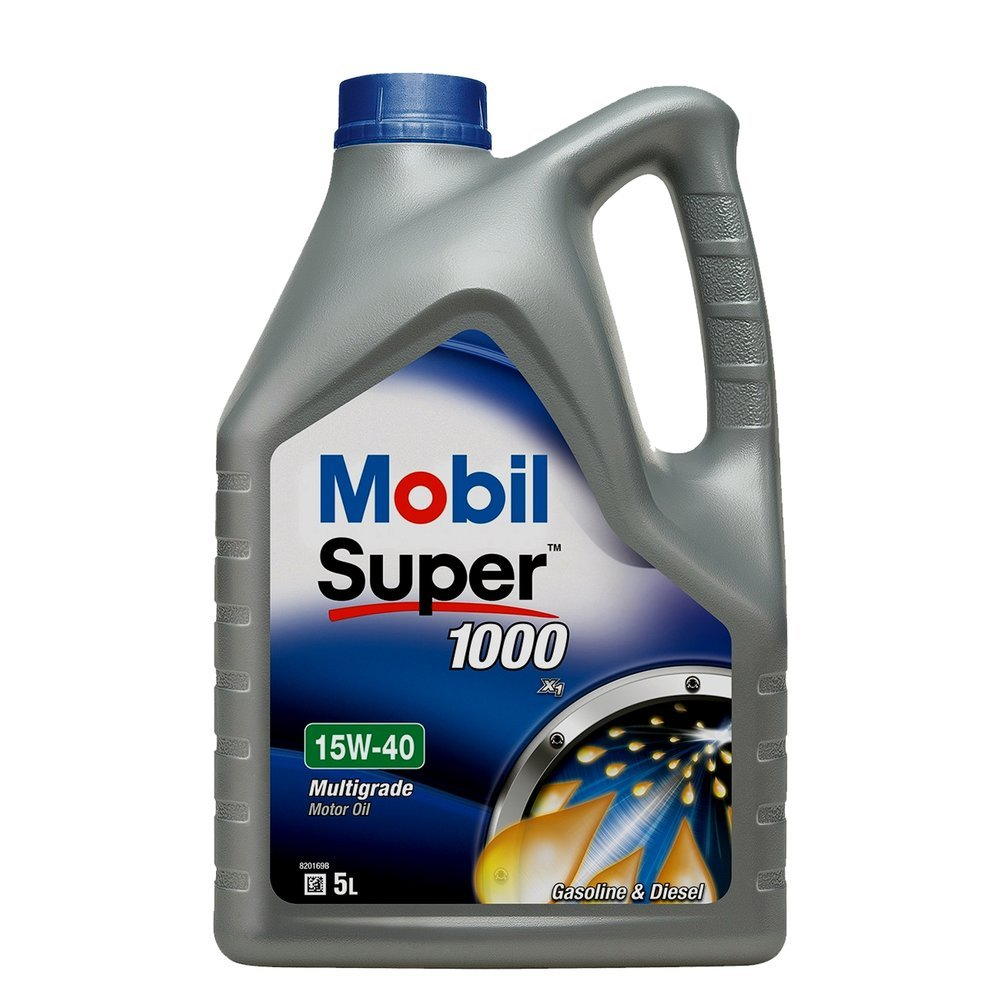 Mobil
Super™
1000
X1
15W-40
Multigrade
Motor Oil
820169B
5L
Gasoline & Diesel